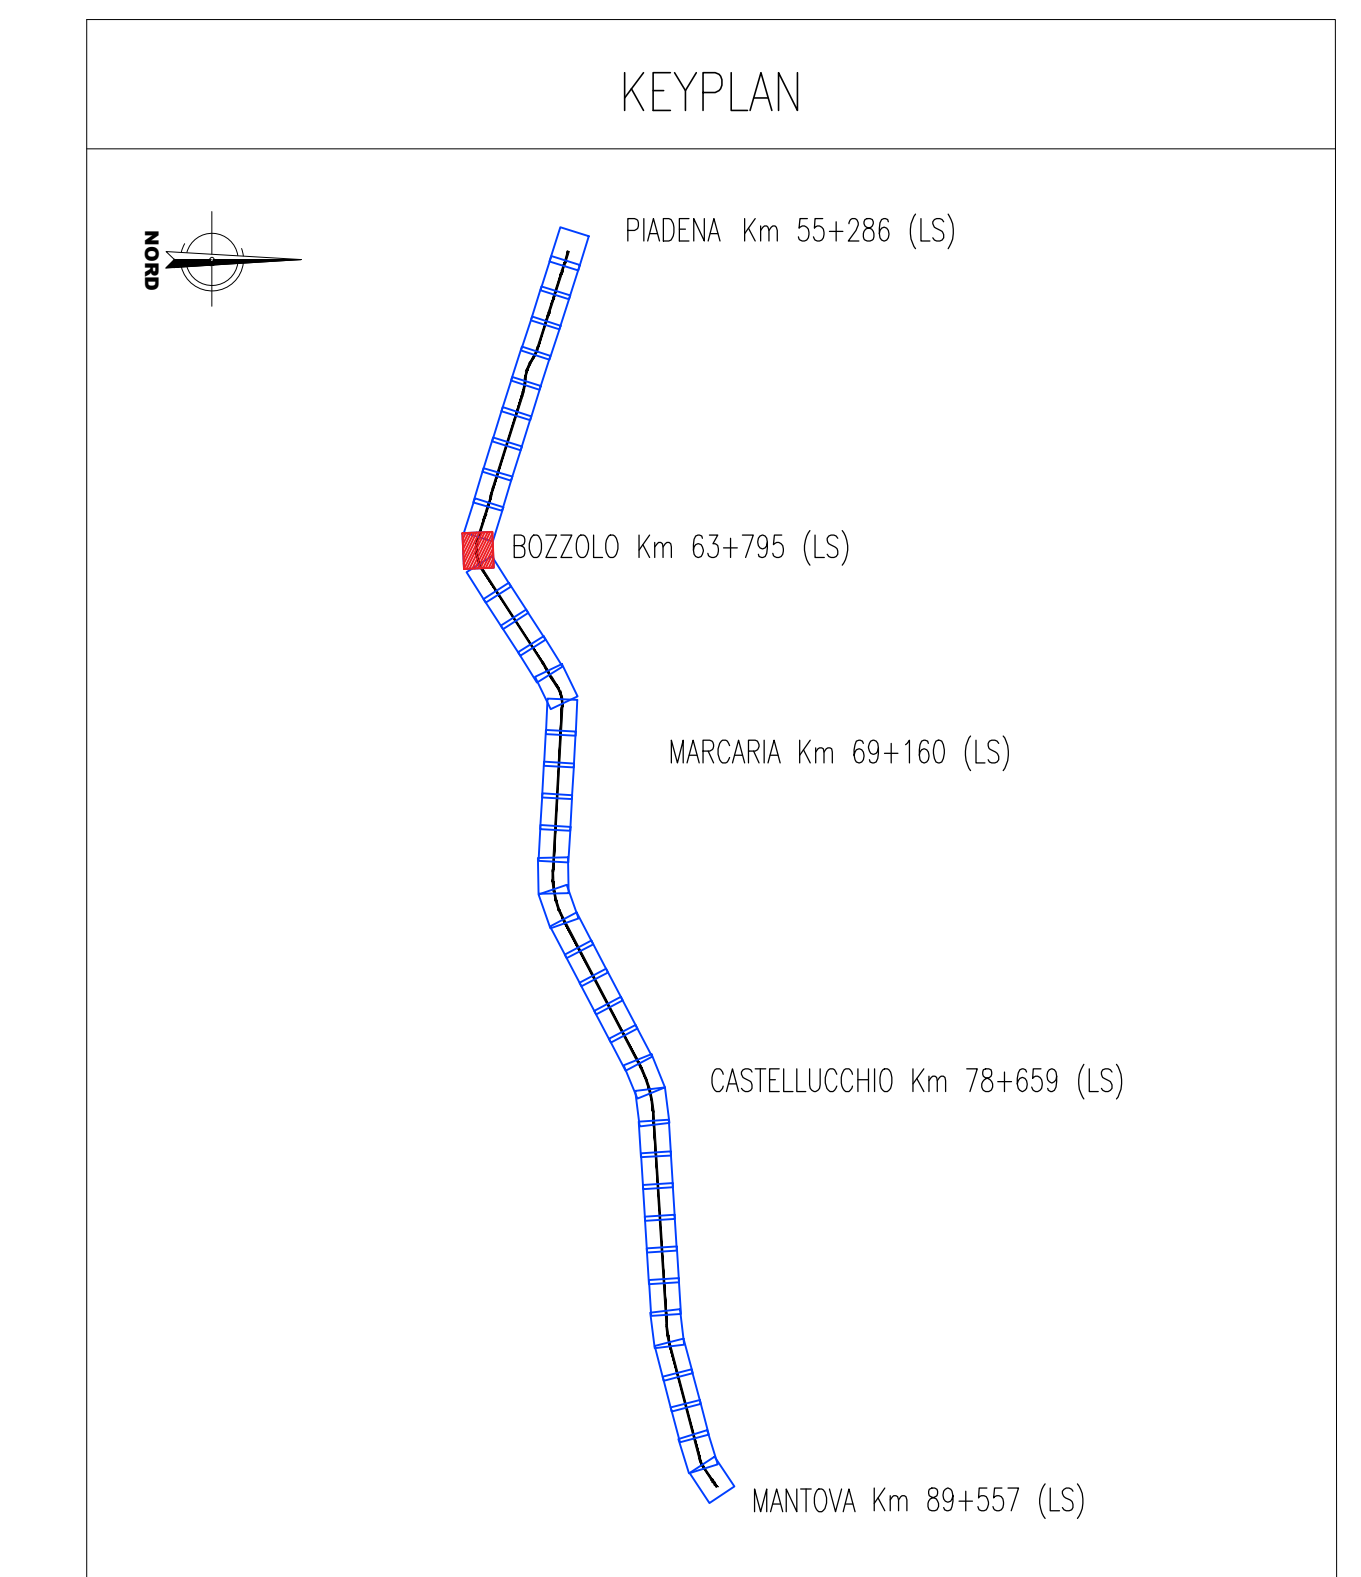 KEYPLAN
NORD
PIADENA Km 55+286 (LS)
BOZZOLO Km 63+795 (LS)
MARCARIA Km 69+160 (LS)
CASTELLUCCHIO Km 78+659 (LS)
MANTOVA Km 89+557 (LS)